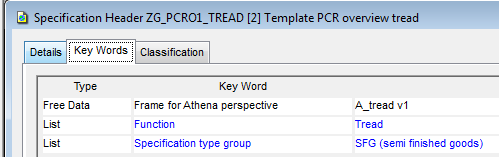 Specification Header ZG_PCRO1_TREAD [2] Template PCR overview tread
Details Key Words Classification
Type Key Word
Free Data Frame for Athena perspective A_tread v1
List Function Tread
List Specification type group SFG (semi finished goods)